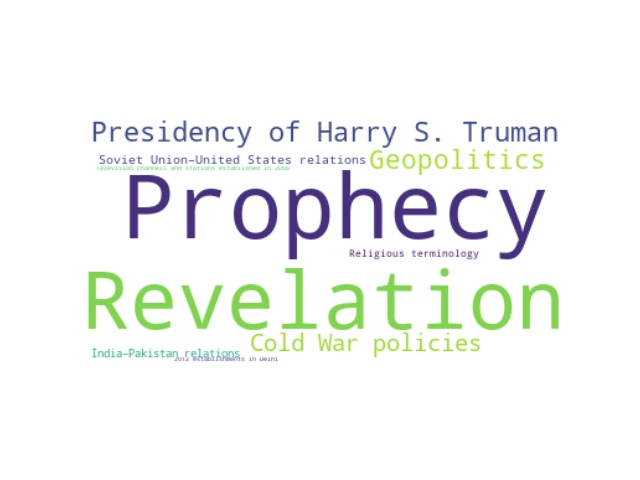 Presidency of Harry S. Truman
Soviet Union–United States relations
Geopolitics
Television channels and stations established in 2006
Prophecy
Religious terminology
Revelation
Cold War policies
India–Pakistan relations
2012 establishments in Delhi